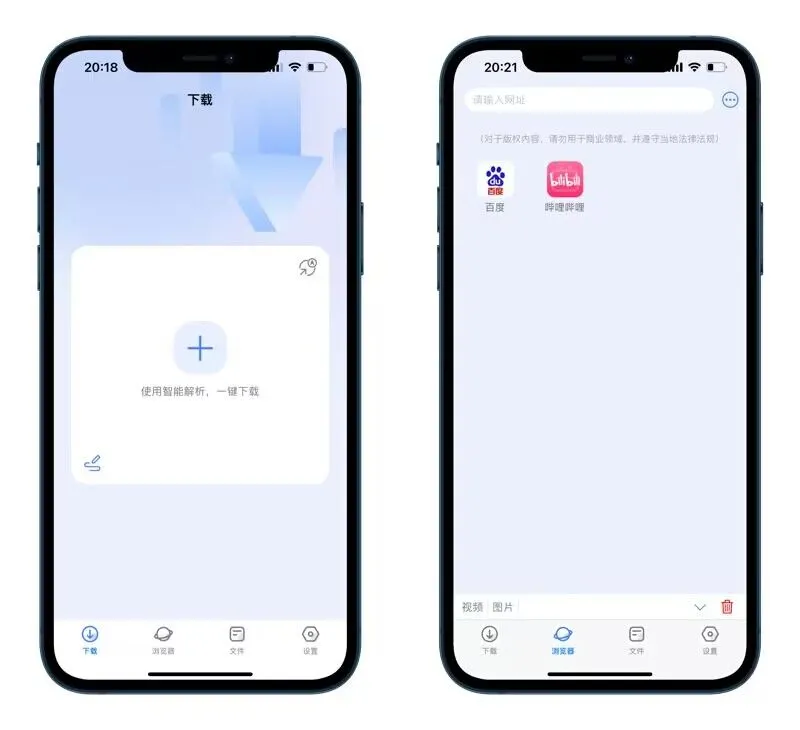 20:18
下载
使用智能解析，一键下载
下载
浏览器
文件
设置
20:21
请输入网址
（对于版权内容，请勿用于商业领域，并遵守当地法律法规）
du
百度
bilibili
百度
哔哩哔哩
视频 图片
下载
浏览器
文件
设置